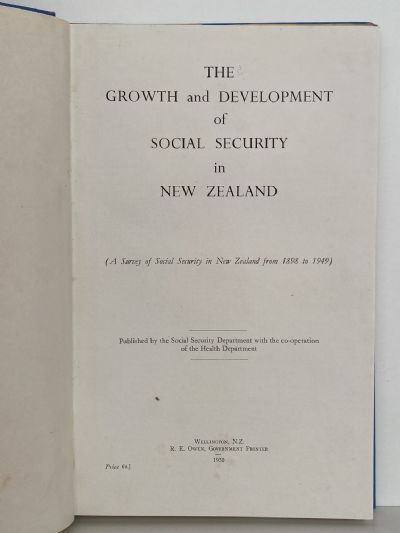 THE
GROWTH and DEVELOPMENT
of
SOCIAL SECURITY
in
NEW ZEALAND
(A Survey of Social Security in New Zealand from 1898 to 1949)
Published by the Social Security Department with the co-operation
of the Health Department
WELLINGTON, N.Z.
R. E. OWEN, GOVERNMENT PRINTER
1950
Price 6s.]